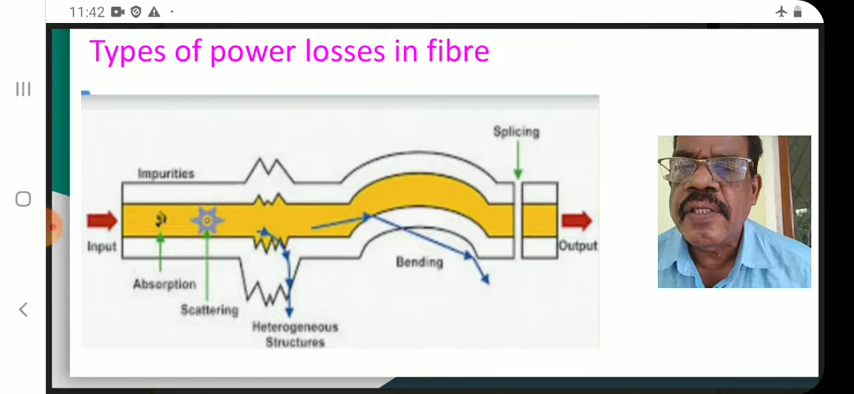 11:42
Types of power losses in fibre
Splicing
Impurities
Input
Output
Bending
Absorption
Scattering
Heterogeneous
Structures